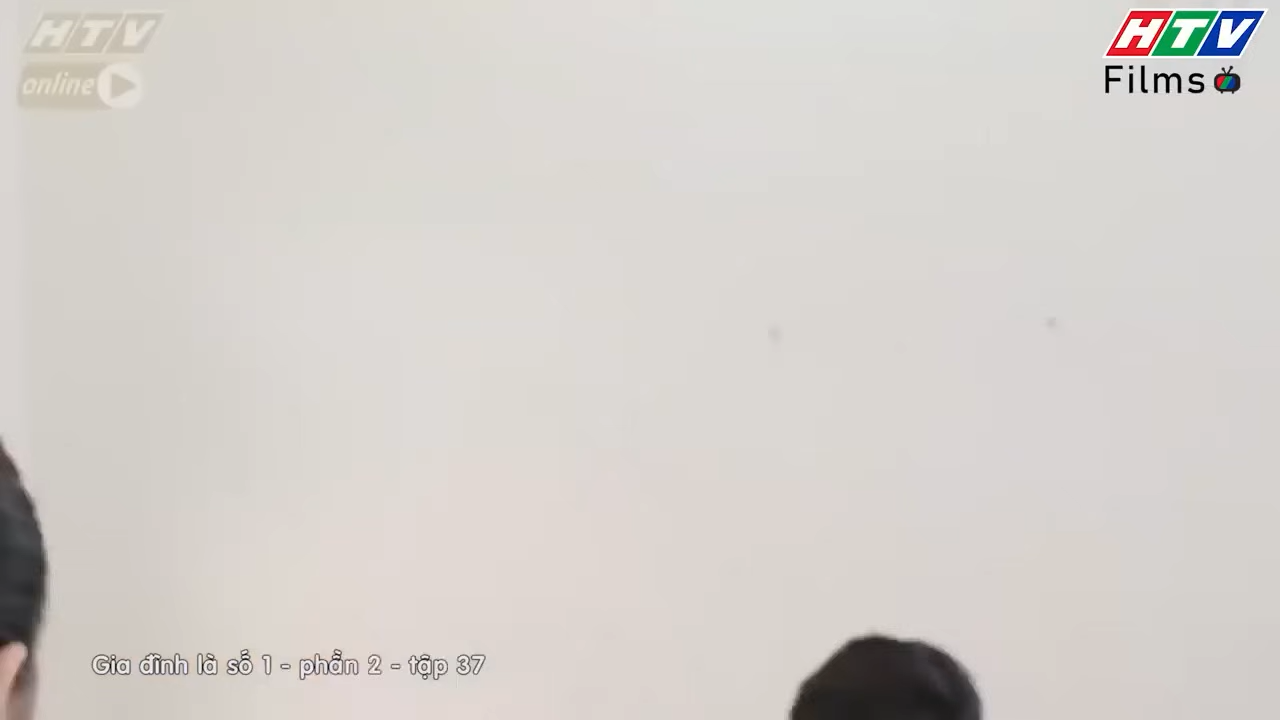 HTV
online
HTV
Films
Gia đình là số 1 - phần 2 - tập 37